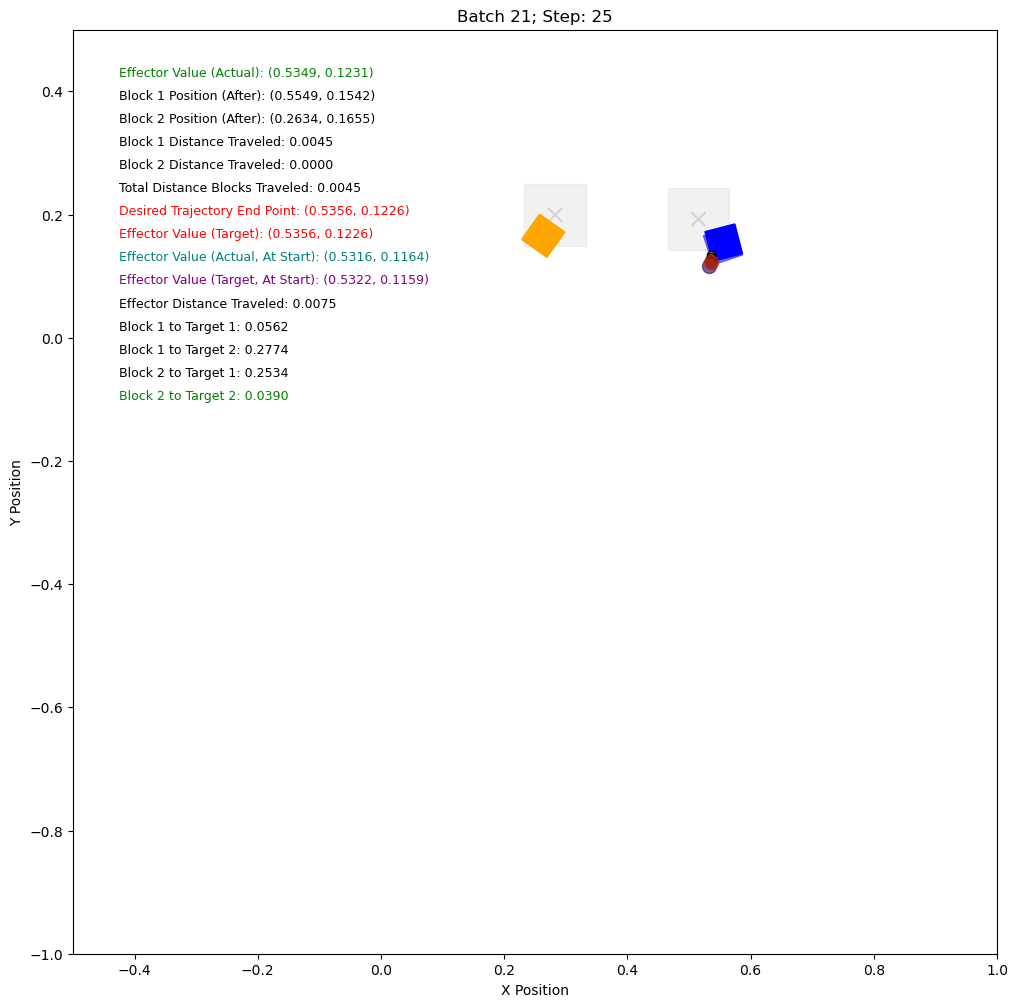 Batch 21; Step: 25
Effector Value (Actual): (0.5349, 0.1231)
Block 1 Position (After): (0.5549, 0.1542)
Block 2 Position (After): (0.2634, 0.1655)
Block 1 Distance Traveled: 0.0045
Block 2 Distance Traveled: 0.0000
Total Distance Blocks Traveled: 0.0045
Desired Trajectory End Point: (0.5356, 0.1226)
Effector Value (Target): (0.5356, 0.1226)
Effector Value (Actual, At Start): (0.5316, 0.1164)
Effector Value (Target, At Start): (0.5322, 0.1159)
Effector Distance Traveled: 0.0075
Block 1 to Target 1: 0.0562
Block 1 to Target 2: 0.2774
Block 2 to Target 1: 0.2534
Block 2 to Target 2: 0.0390
0.4
0.2
0.0
−0.2
−0.4
−0.6
−0.8
−1.0
Y Position
−0.4
−0.2
0.0
0.2
0.4
0.6
0.8
1.0
X Position